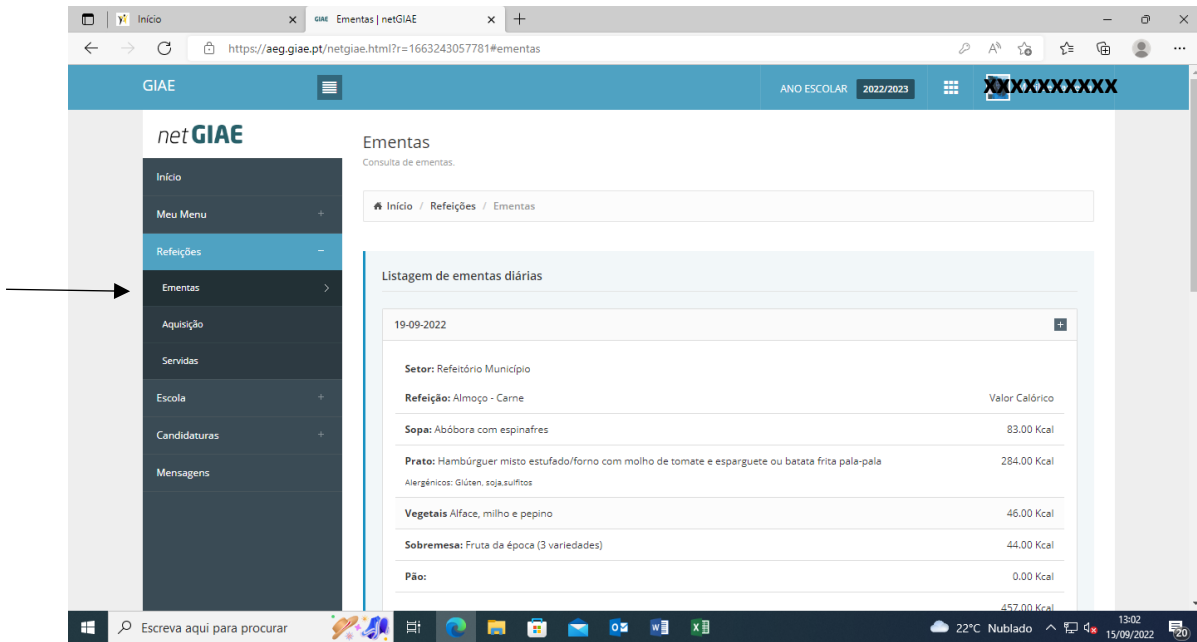 Início
GIAE Ementas | netGIAE
https://aeg.giae.pt/netgiae.html?r=1663243057781#ementas
GIAE
ANO ESCOLAR 2022/2023
XXXXXXXXXX
netGIAE
Ementas
Consulta de ementas.
Início
Início / Refeições / Ementas
Meu Menu +
Refeições −
Listagem de ementas diárias
Ementas
Aquisição
19-09-2022
Servidas
Setor: Refeitório Município
Escola +
Refeição: Almoço - Carne Valor Calórico
Candidaturas +
Sopa: Abóbora com espinafres 83.00 Kcal
Mensagens
Prato: Hambúrguer misto estufado/forno com molho de tomate e esparguete ou batata frita pala-pala 284.00 Kcal
Alergénicos: Glúten, soja,sulfitos
Vegetais Alface, milho e pepino 46.00 Kcal
Sobremesa: Fruta da época (3 variedades) 44.00 Kcal
Pão: 0.00 Kcal
457.00 Kcal
Escreva aqui para procurar
22°C Nublado
13:02
15/09/2022
20